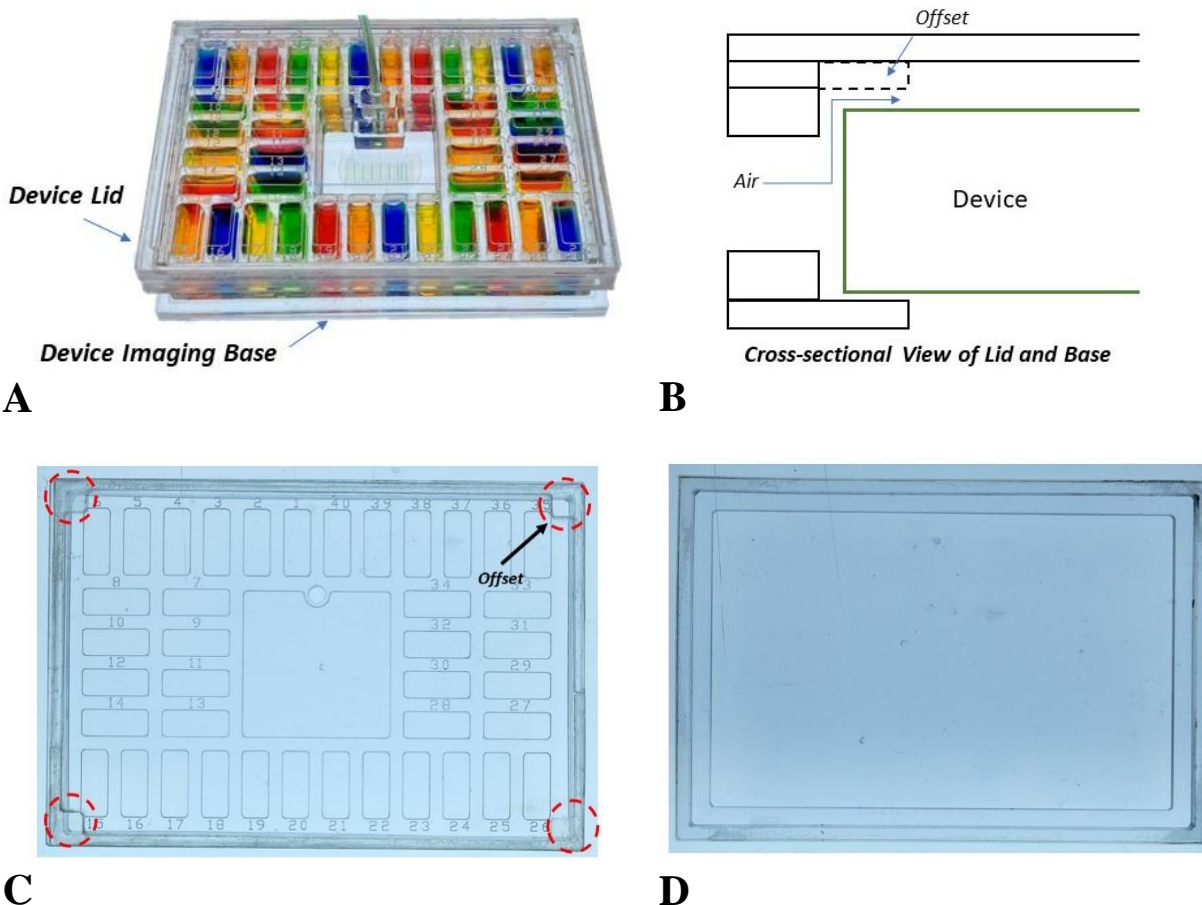 Device Lid
Device Imaging Base
A
Offset
Air
Device
Cross-sectional View of Lid and Base
B
6 5 4 3 2 1 40 39 38 37 36 35
Offset
8 7 34 33
10 9 32 31
12 11 30 29
14 13 28 27
15 16 17 18 19 20 21 22 23 24 25 26
C
D